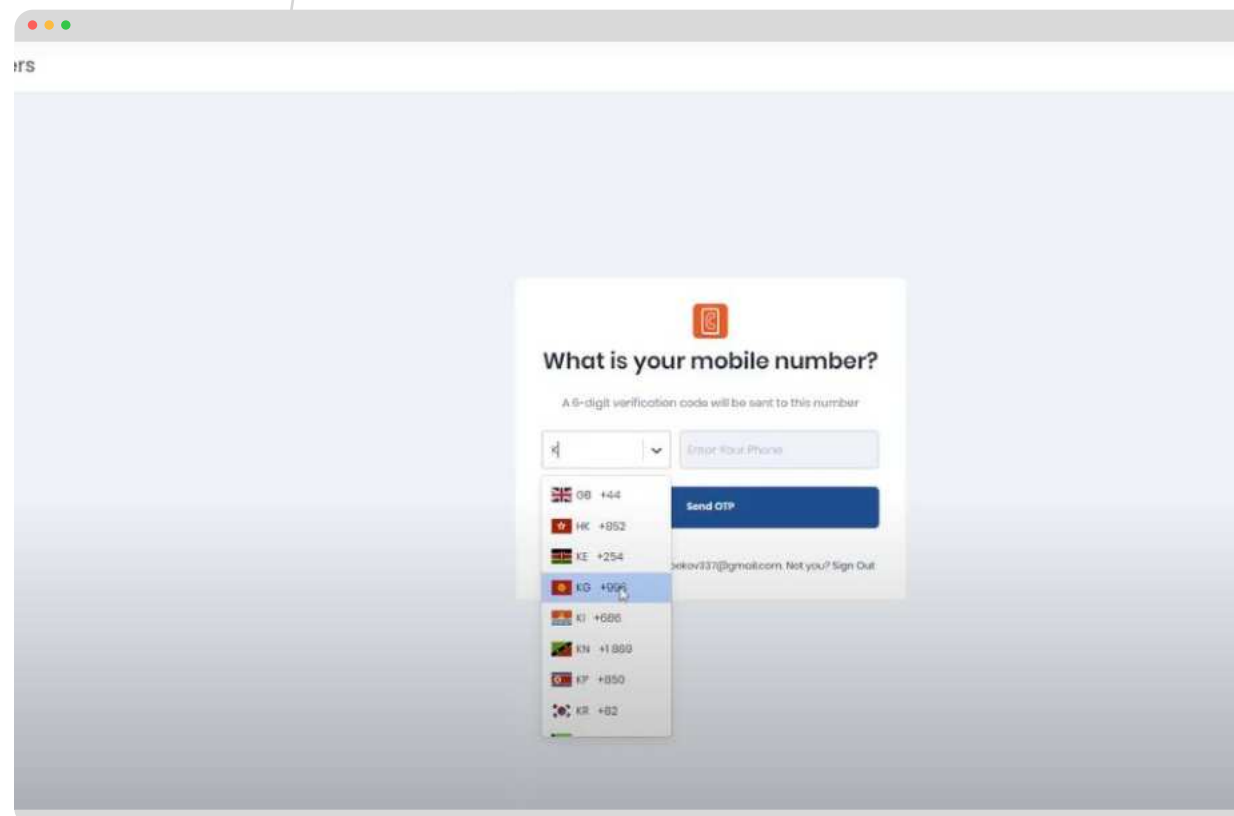 What is your mobile number?
A 6-digit verification code will be sent to this number
K
Enter Your Phone
GB +44
HK +852
KE +254
KG +996
KI +686
KN +1 869
KP +850
KR +82
Send OTP
Not you? Sign Out